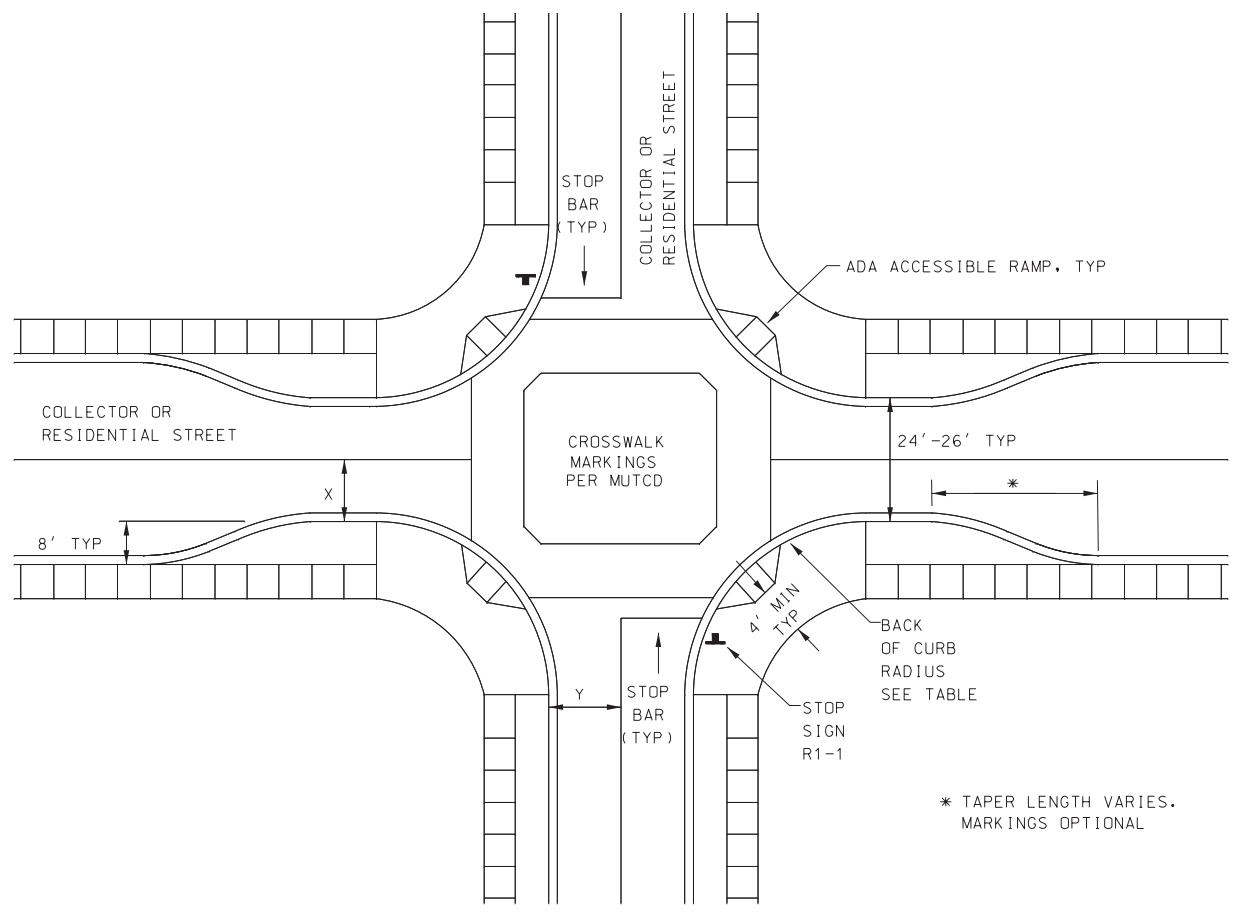 COLLECTOR OR
RESIDENTIAL STREET
STOP
BAR
(TYP)
ADA ACCESSIBLE RAMP, TYP
COLLECTOR OR
RESIDENTIAL STREET
CROSSWALK
MARKINGS
PER MUTCD
24'-26' TYP
X
*
8' TYP
4' MIN
TYP
BACK
OF CURB
RADIUS
SEE TABLE
Y
STOP
BAR
(TYP)
STOP
SIGN
R1-1
* TAPER LENGTH VARIES.
MARKINGS OPTIONAL